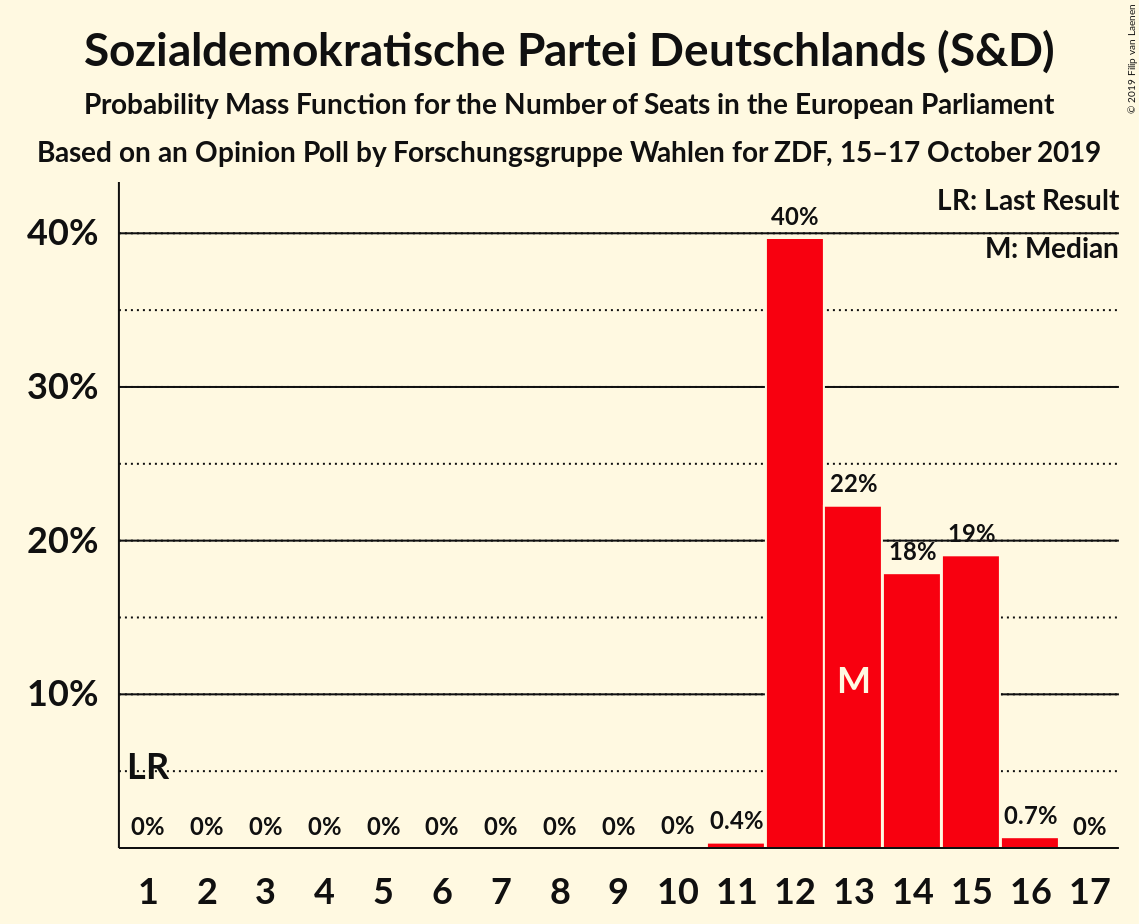 Sozialdemokratische Partei Deutschlands (S&D)
Probability Mass Function for the Number of Seats in the European Parliament
Based on an Opinion Poll by Forschungsgruppe Wahlen for ZDF, 15–17 October 2019
© 2019 Filip van Laenen
LR: Last Result
M: Median
40%
30%
20%
10%
40%
22%
18%
19%
M
LR
0% 0% 0% 0% 0% 0% 0% 0% 0% 0% 0.4% 0.7% 0%
1 2 3 4 5 6 7 8 9 10 11 12 13 14 15 16 17